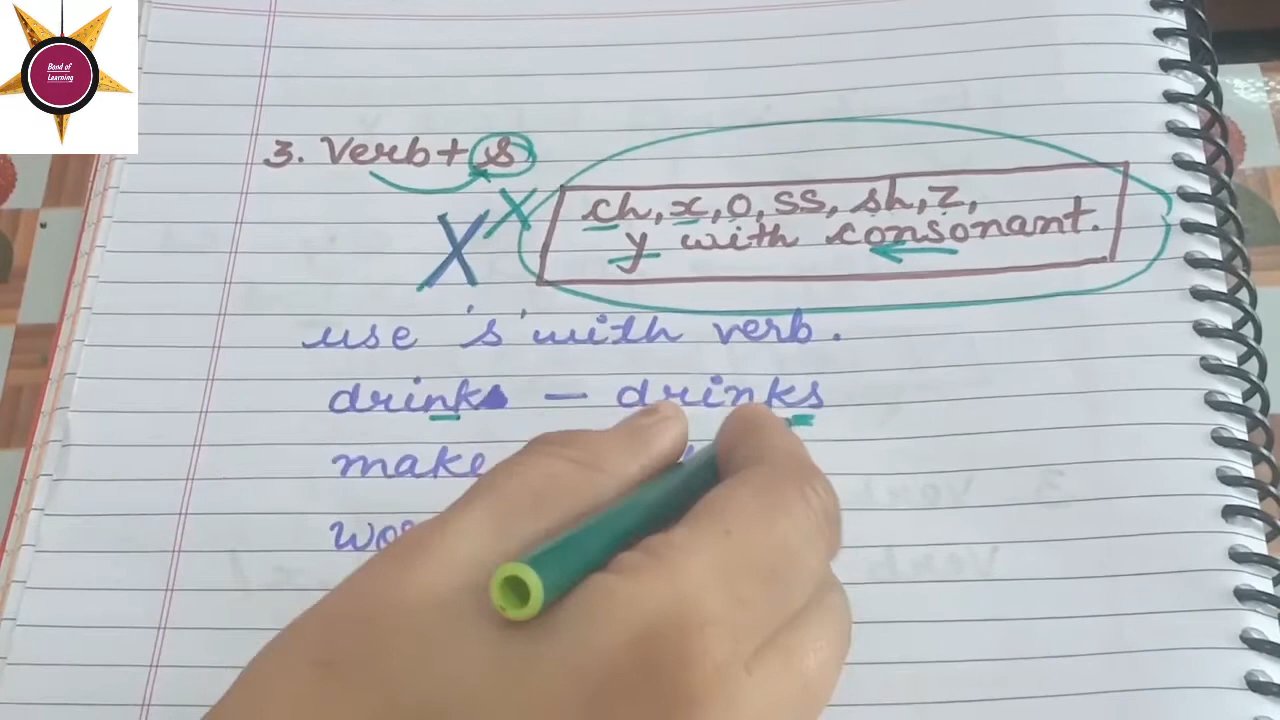 Bond of
Learning
3. Verb + s
ch, x, o, ss, sh, z,
y with consonant.
use 's' with verb.
drink - drinks
make